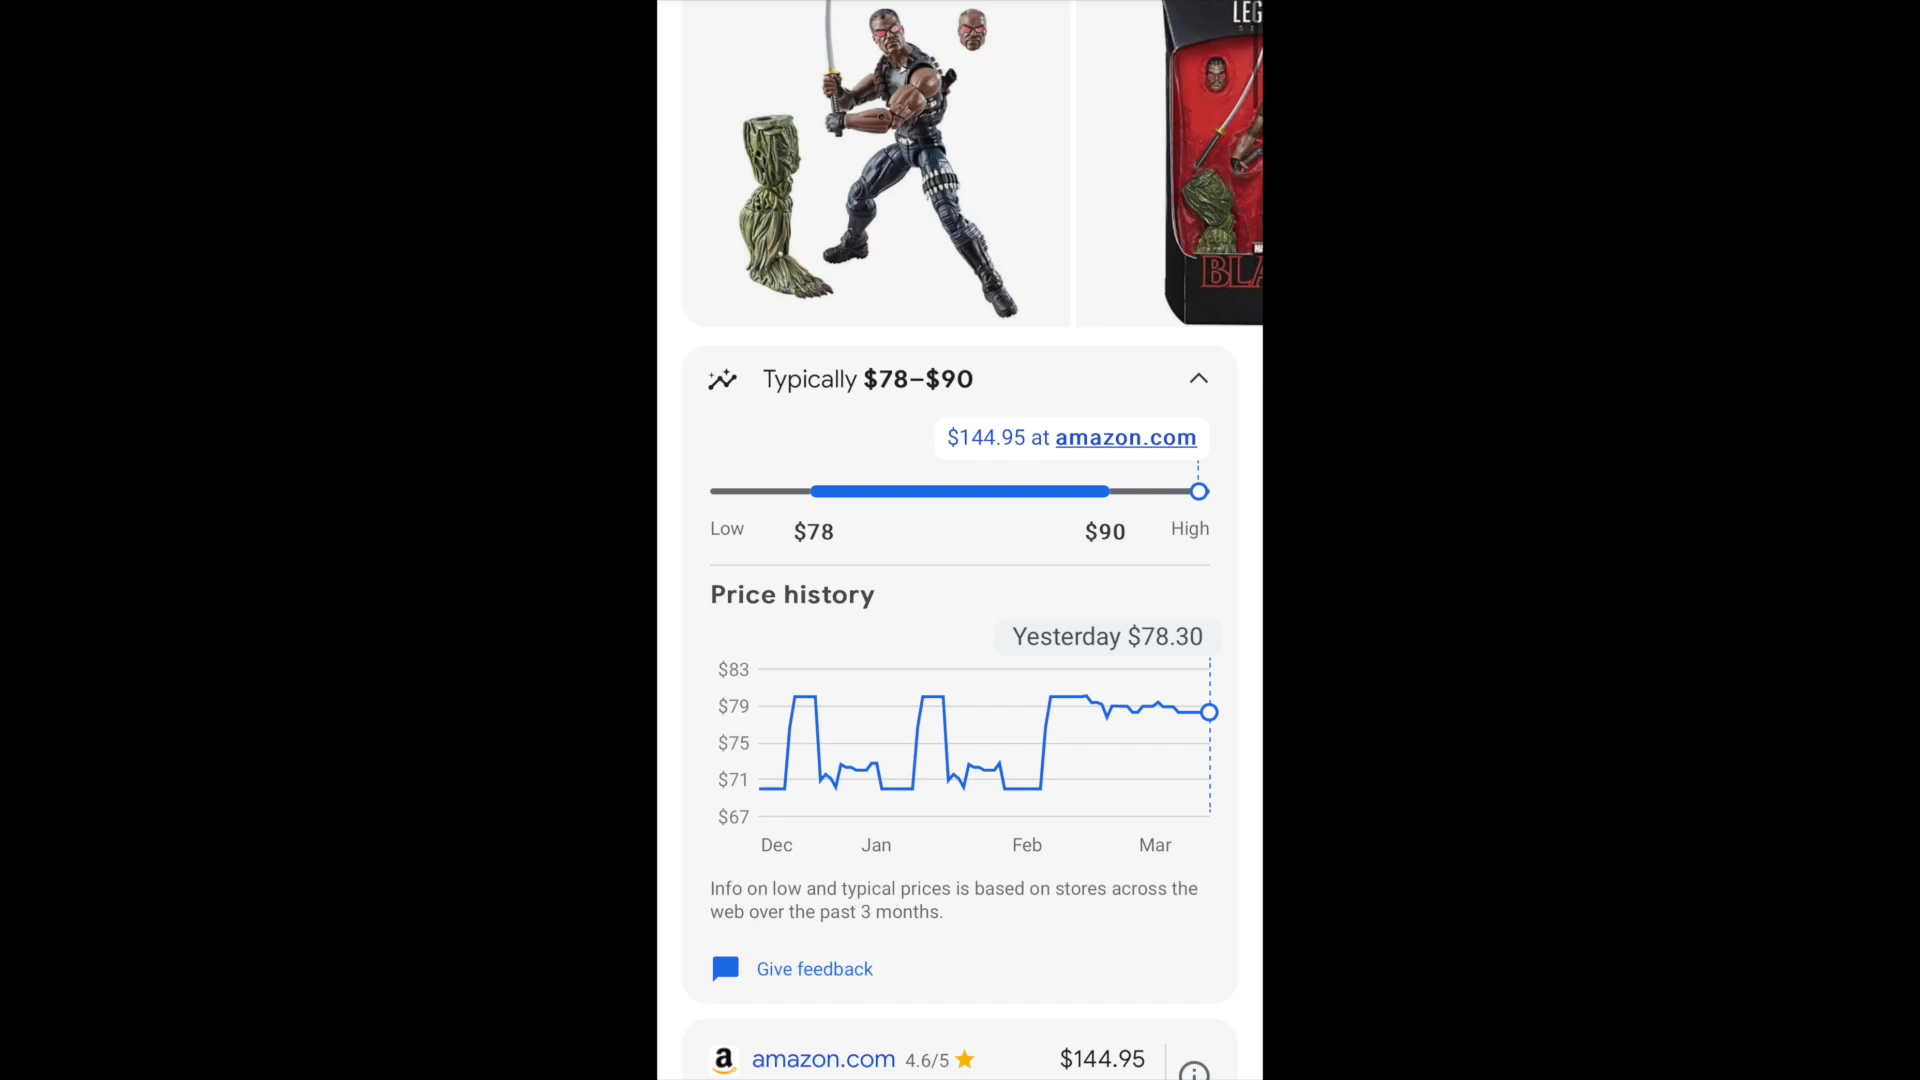 LEG
BLA
Typically $78–$90
$144.95 at amazon.com
Low $78 $90 High
Price history
Yesterday $78.30
$83
$79
$75
$71
$67
Dec Jan Feb Mar
Info on low and typical prices is based on stores across the
web over the past 3 months.
Give feedback
a amazon.com 4.6/5 $144.95